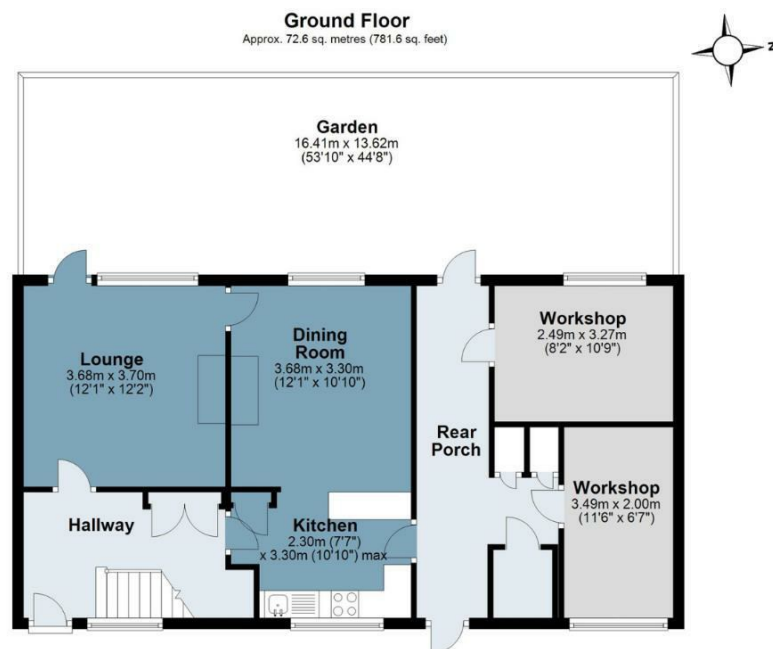 Ground Floor
Approx. 72.6 sq. metres (781.6 sq. feet)
Garden
16.41m x 13.62m
(53'10" x 44'8")
Lounge
3.68m x 3.70m
(12'1" x 12'2")
Dining
Room
3.68m x 3.30m
(12'1" x 10'10")
Workshop
2.49m x 3.27m
(8'2" x 10'9")
Rear
Porch
Hallway
Kitchen
2.30m (7'7")
x 3.30m (10'10") max
Workshop
3.49m x 2.00m
(11'6" x 6'7")